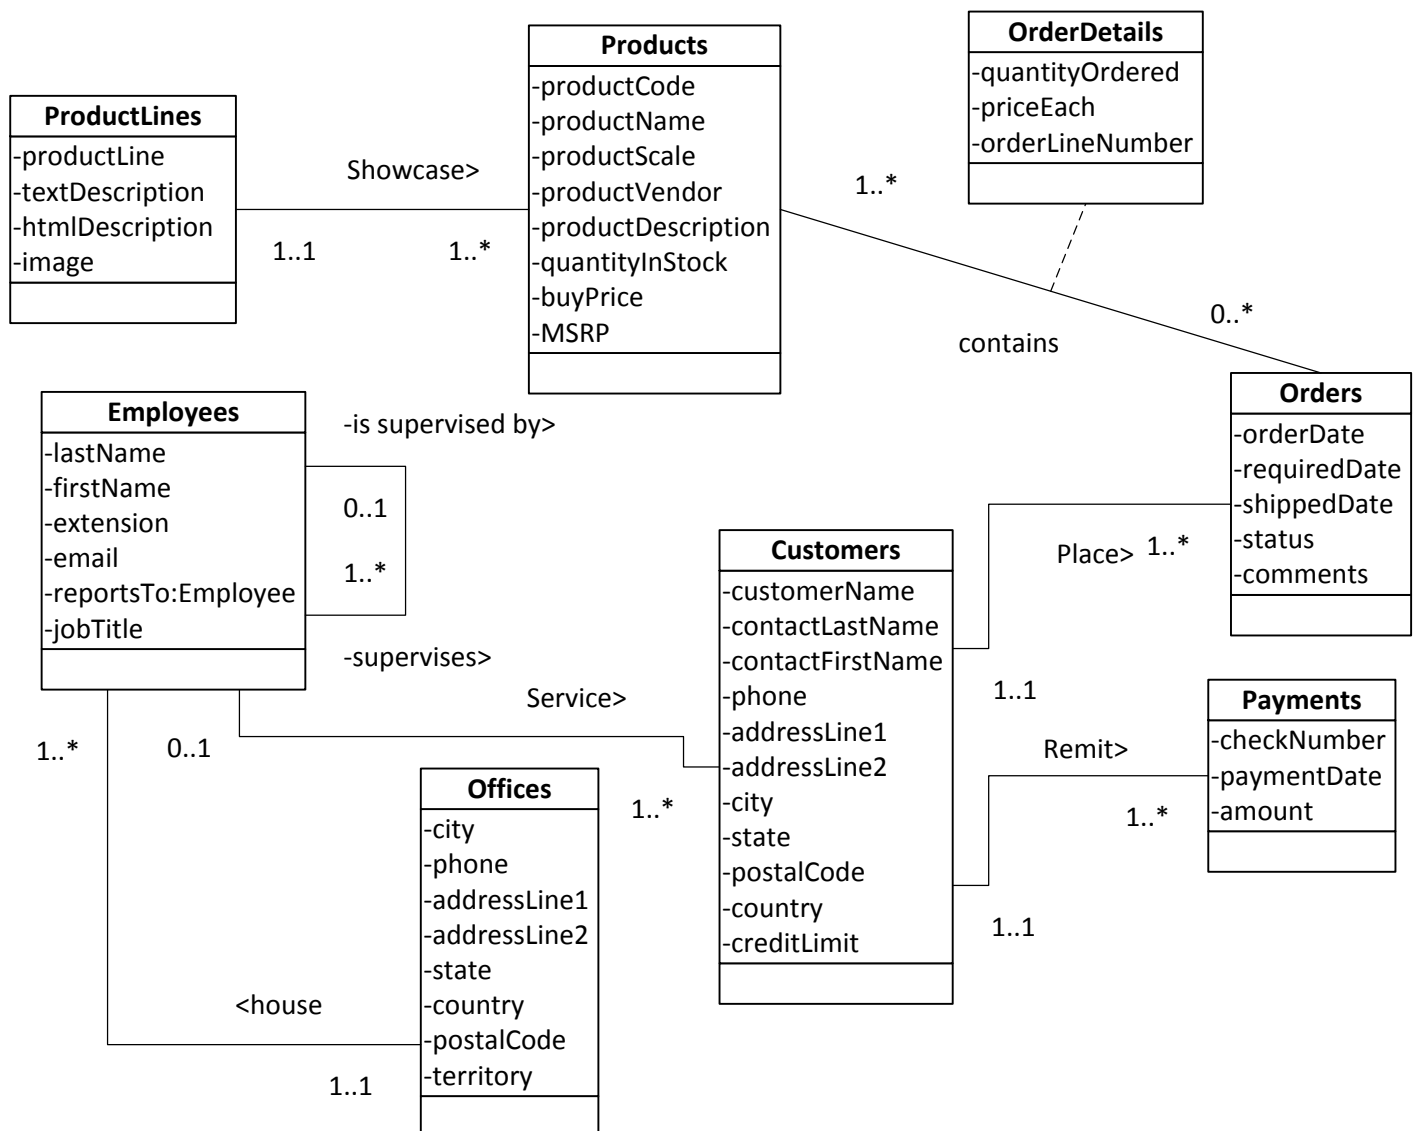 ProductLines
-productLine
-textDescription
-htmlDescription
-image
Showcase>
1..1
1..*
Products
-productCode
-productName
-productScale
-productVendor
-productDescription
-quantityInStock
-buyPrice
-MSRP
OrderDetails
-quantityOrdered
-priceEach
-orderLineNumber
1..*
0..*
contains
Orders
-orderDate
-requiredDate
-shippedDate
-status
-comments
Employees
-lastName
-firstName
-extension
-email
-reportsTo:Employee
-jobTitle
-is supervised by>
0..1
1..*
-supervises>
Service>
1..*
0..1
1..*
Customers
-customerName
-contactLastName
-contactFirstName
-phone
-addressLine1
-addressLine2
-city
-state
-postalCode
-country
-creditLimit
Place>
1..*
1..1
Payments
-checkNumber
-paymentDate
-amount
Remit>
1..*
1..1
Offices
-city
-phone
-addressLine1
-addressLine2
-state
-country
-postalCode
-territory
<house
1..1